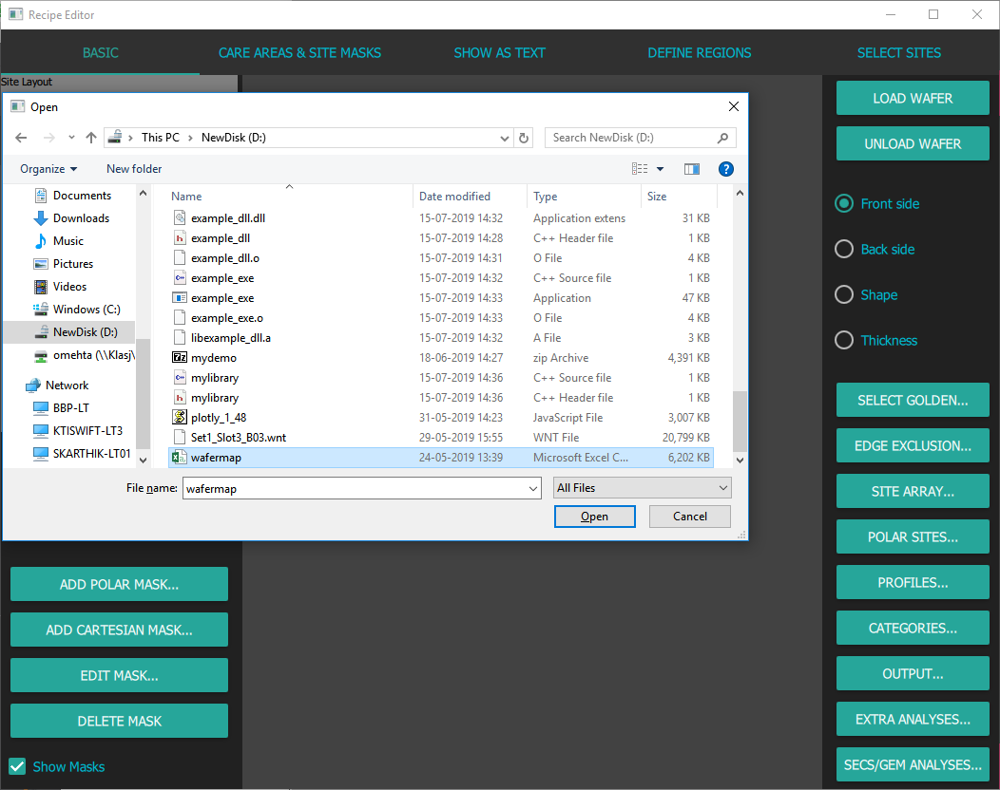 Recipe Editor
BASIC
CARE AREAS & SITE MASKS
SHOW AS TEXT
DEFINE REGIONS
SELECT SITES
Site Layout
Open
This PC > NewDisk (D:)
Search NewDisk (D:)
Organize
New folder
Documents
Downloads
Music
Pictures
Videos
Windows (C:)
NewDisk (D:)
omehta (\\Klasj\
Network
BBP-LT
KTISWIFT-LT3
SKARTHIK-LT01
Name Date modified Type Size
example_dll.dll 15-07-2019 14:32 Application extens 31 KB
example_dll 15-07-2019 14:28 C++ Header file 1 KB
example_dll.o 15-07-2019 14:31 O File 4 KB
example_exe 15-07-2019 14:32 C++ Source file 1 KB
example_exe 15-07-2019 14:33 Application 47 KB
example_exe.o 15-07-2019 14:33 O File 4 KB
libexample_dll.a 15-07-2019 14:32 A File 3 KB
mydemo 18-06-2019 14:27 zip Archive 4,391 KB
mylibrary 15-07-2019 14:36 C++ Source file 1 KB
mylibrary 15-07-2019 14:36 C++ Header file 1 KB
plotly_1_48 31-05-2019 14:23 JavaScript File 3,007 KB
Set1_Slot3_B03.wnt 29-05-2019 15:55 WNT File 20,799 KB
wafermap 24-05-2019 13:39 Microsoft Excel C... 6,202 KB
File name: wafermap
All Files
Open
Cancel
ADD POLAR MASK...
ADD CARTESIAN MASK...
EDIT MASK...
DELETE MASK
Show Masks
LOAD WAFER
UNLOAD WAFER
Front side
Back side
Shape
Thickness
SELECT GOLDEN...
EDGE EXCLUSION...
SITE ARRAY...
POLAR SITES...
PROFILES...
CATEGORIES...
OUTPUT...
EXTRA ANALYSES...
SECS/GEM ANALYSES...